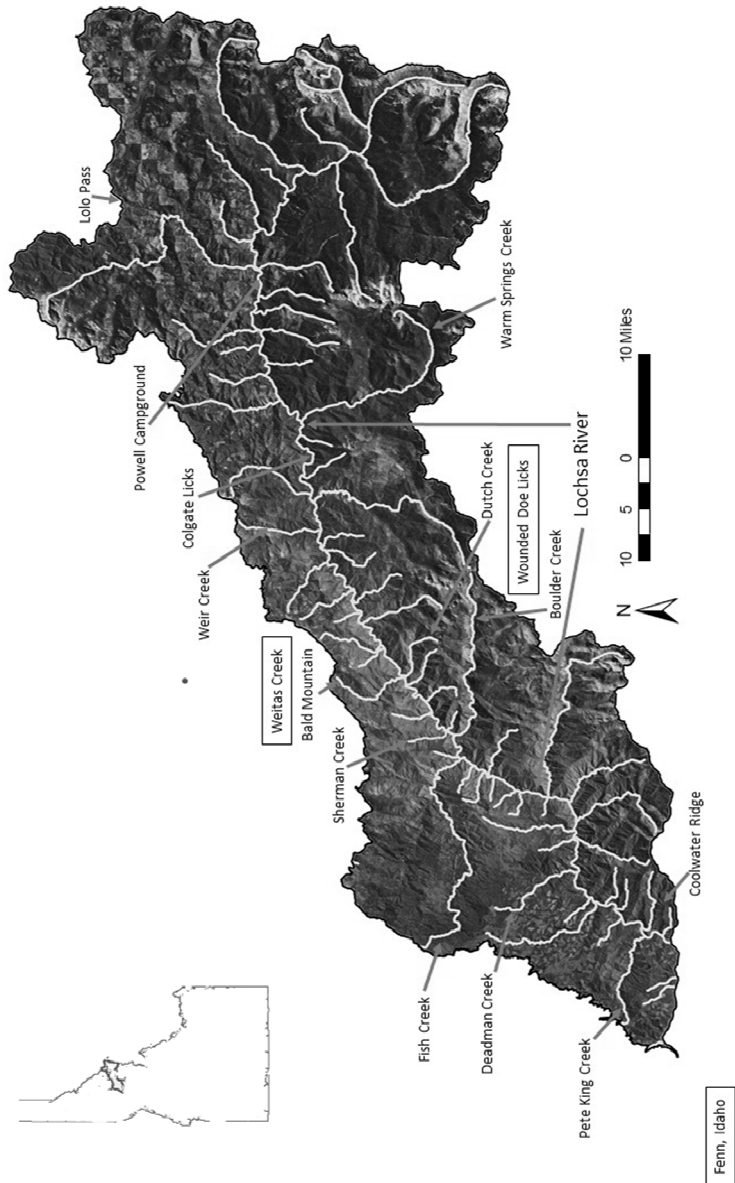 Lolo Pass
Powell Campground
Colgate Licks
Weir Creek
Weitas Creek
Bald Mountain
Sherman Creek
Fish Creek
Deadman Creek
Pete King Creek
Fenn, Idaho
Coolwater Ridge
Boulder Creek
Wounded Doe Licks
Dutch Creek
Lochsa River
Warm Springs Creek
N
10 5 0 10 Miles